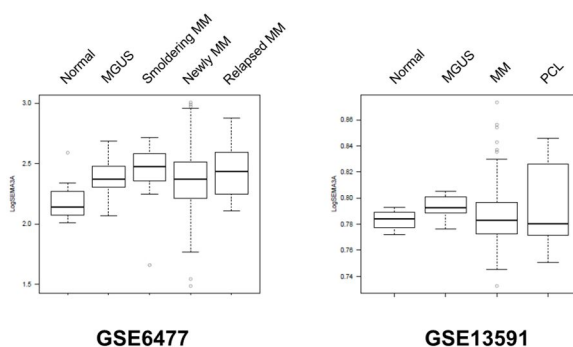 Normal
MGUS
Smoldering MM
Newly MM
Relapsed MM
LogSEMA3A
3.0
2.5
2.0
1.5
GSE6477
Normal
MGUS
MM
PCL
LogSEMA3A
0.86
0.84
0.82
0.80
0.78
0.76
0.74
GSE13591